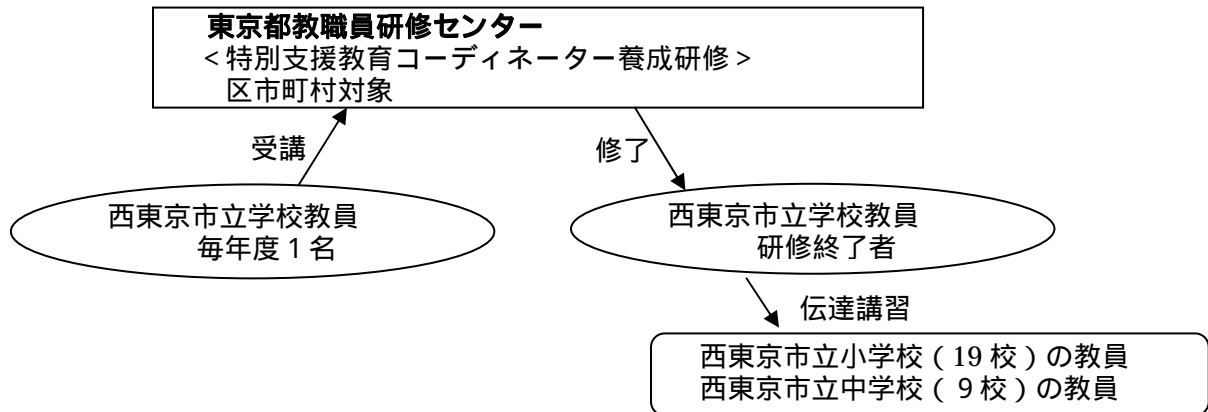 東京都教職員研修センター
<特別支援教育コーディネーター養成研修>
区市町村対象
受講
修了
西東京市立学校教員
毎年度１名
西東京市立学校教員
研修終了者
伝達講習
西東京市立小学校（19校）の教員
西東京市立中学校（９校）の教員